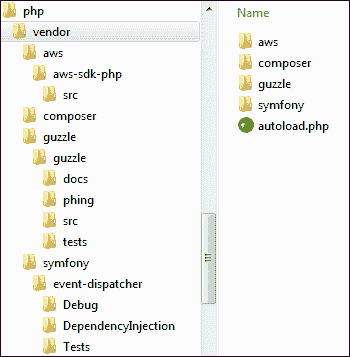 php
vendor
aws
aws-sdk-php
src
composer
guzzle
guzzle
docs
phing
src
tests
symfony
event-dispatcher
Debug
DependencyInjection
Tests
Name
aws
composer
guzzle
symfony
autoload.php